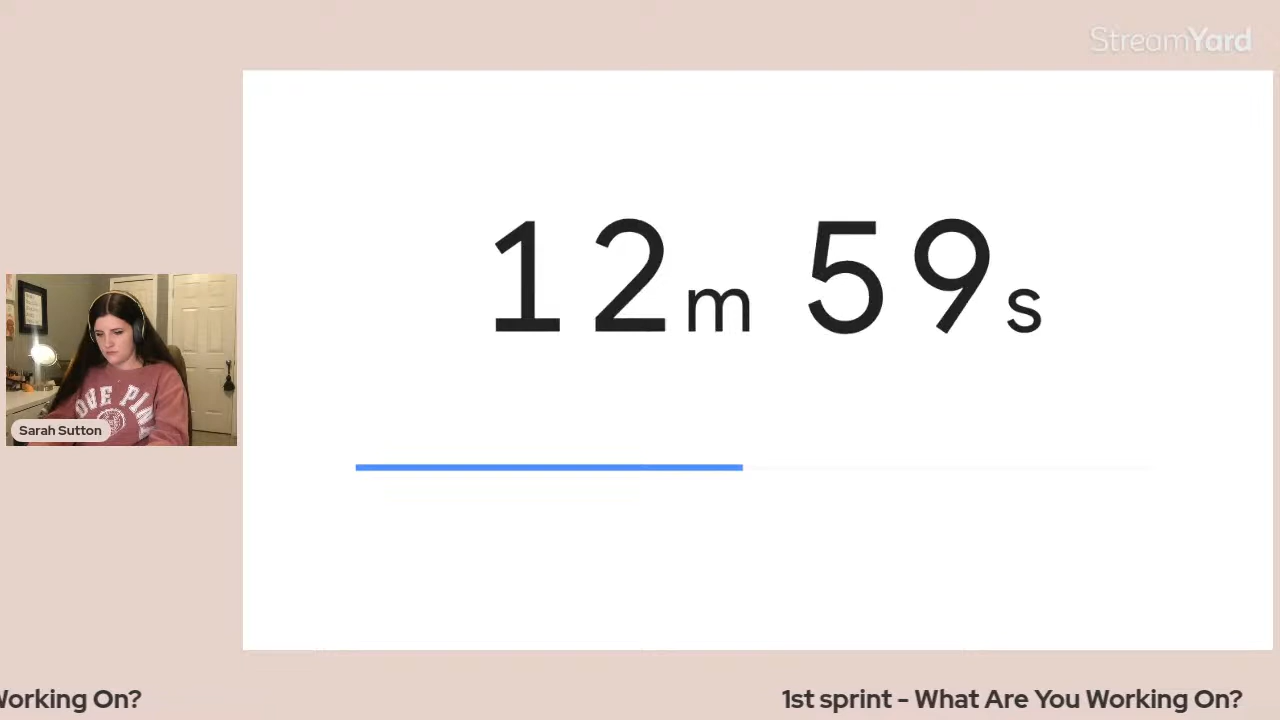 StreamYard
12m 59s
Sarah Sutton
Working On?
1st sprint - What Are You Working On?